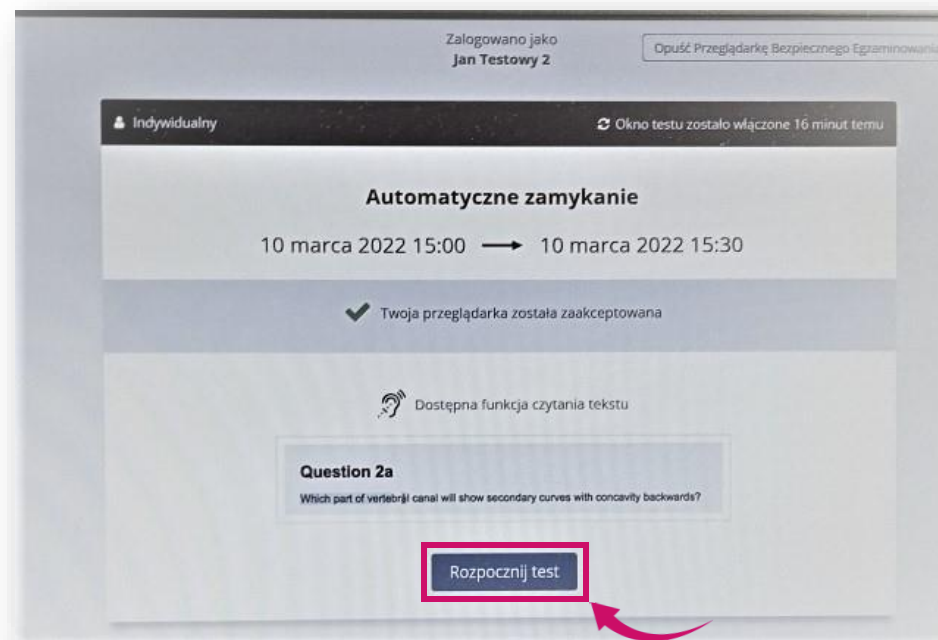 Zalogowano jako
Jan Testowy 2
Opuść Przeglądarkę Bezpiecznego Egzaminowania
Indywidualny
Okno testu zostało włączone 16 minut temu
Automatyczne zamykanie
10 marca 2022 15:00 → 10 marca 2022 15:30
Twoja przeglądarka została zaakceptowana
Dostępna funkcja czytania tekstu
Question 2a
Which part of vertebral canal will show secondary curves with concavity backwards?
Rozpocznij test